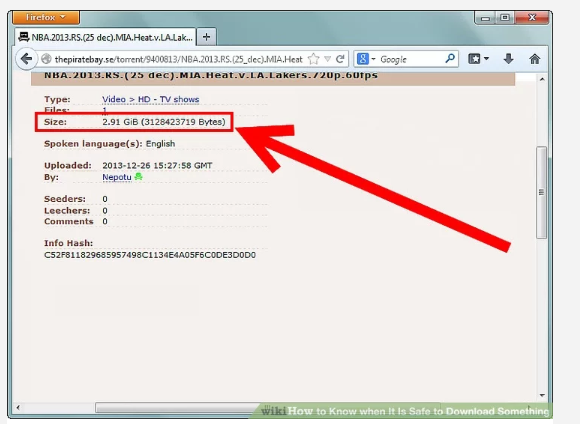 Firefox
NBA.2013.RS.(25_dec).MIA.Heat.v.LA.Lak...
thepiratebay.se/torrent/9400813/NBA.2013.RS.(25_dec).MIA.Heat
Google
NBA.2013.RS.(25 dec).MIA.Heat.v.LA.Lakers.720p.60fps
Type: Video > HD - TV shows
Files: 1
Size: 2.91 GiB (3128423719 Bytes)
Spoken language(s): English
Uploaded: 2013-12-26 15:27:58 GMT
By: Nepotu
Seeders: 0
Leechers: 0
Comments 0
Info Hash:
C52F811829685957498C1134E4A05F6C0DE3D0D0
wikiHow to Know when It Is Safe to Download Something